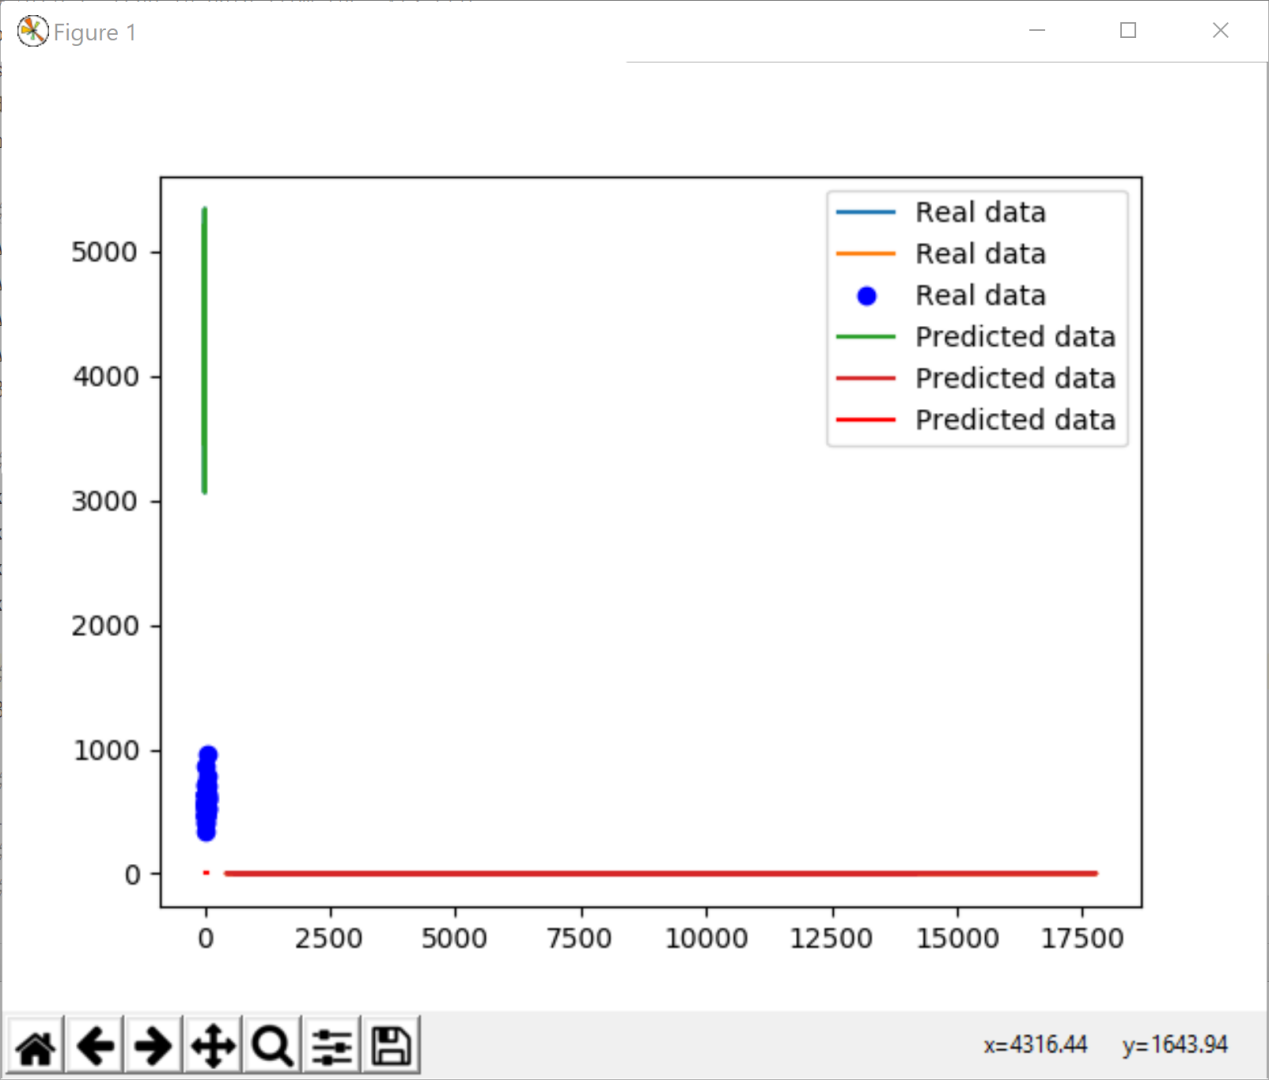 Figure 1
Real data
Real data
Real data
Predicted data
Predicted data
Predicted data
5000
4000
3000
2000
1000
0
0 2500 5000 7500 10000 12500 15000 17500
x=4316.44 y=1643.94